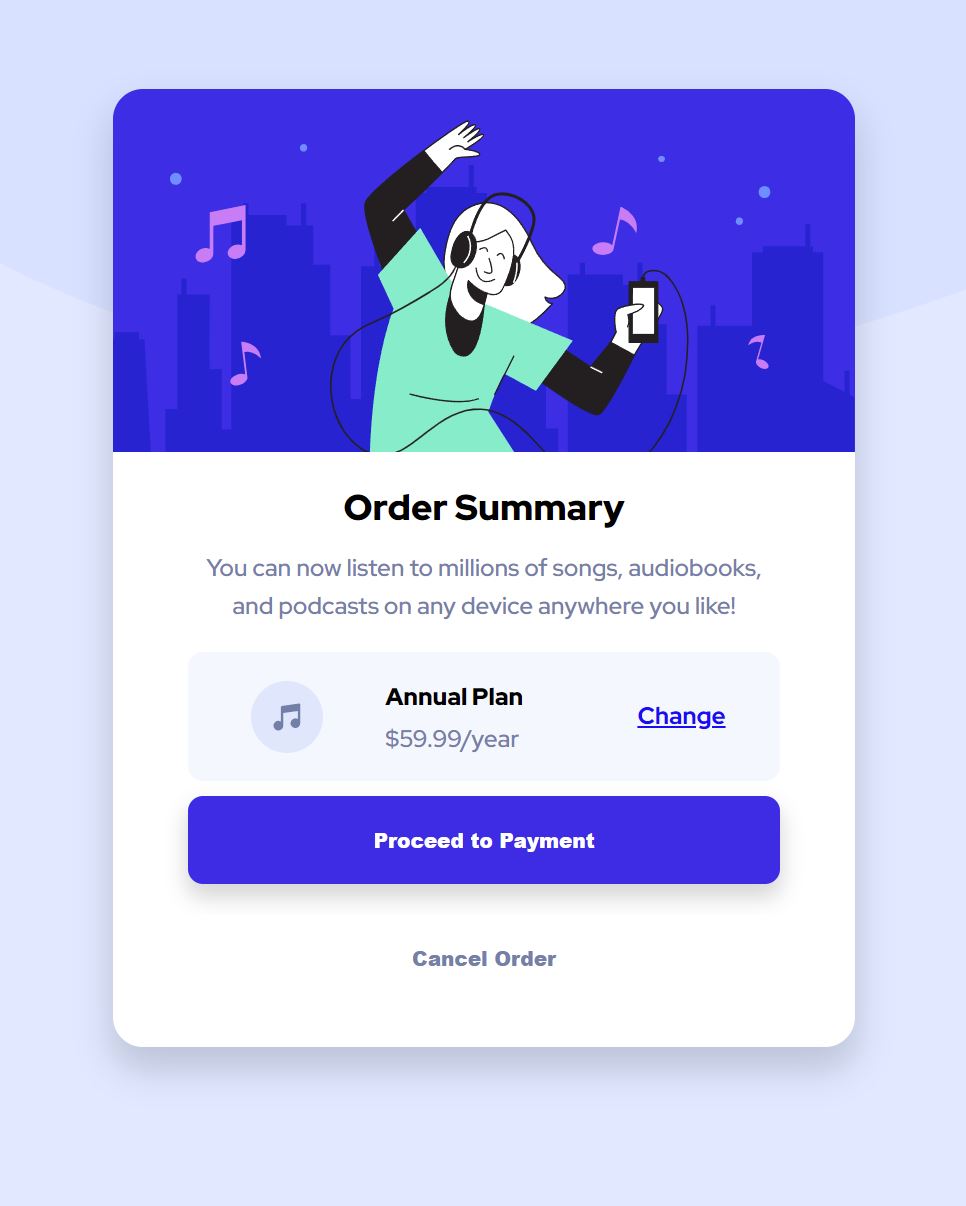 Order Summary
You can now listen to millions of songs, audiobooks,
and podcasts on any device anywhere you like!
Annual Plan
$59.99/year
Change
Proceed to Payment
Cancel Order